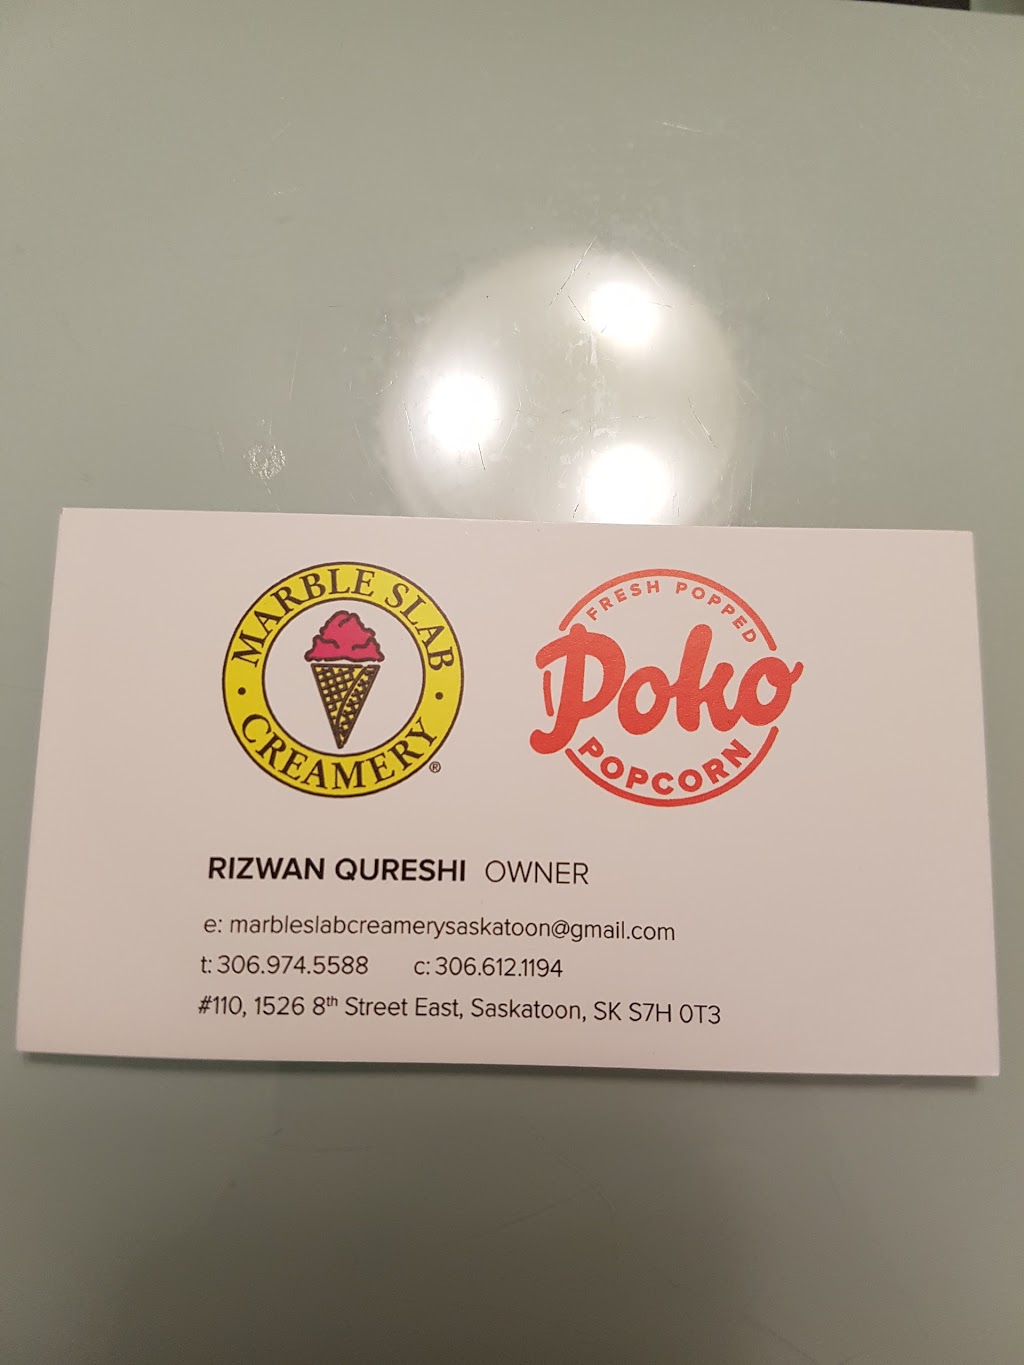 MARBLE SLAB
CREAMERY®
FRESH POPPED
Poko
POPCORN
RIZWAN QURESHI OWNER
e: marbleslabcreamerysaskatoon@gmail.com
t: 306.974.5588 c: 306.612.1194
#110, 1526 8th Street East, Saskatoon, SK S7H 0T3